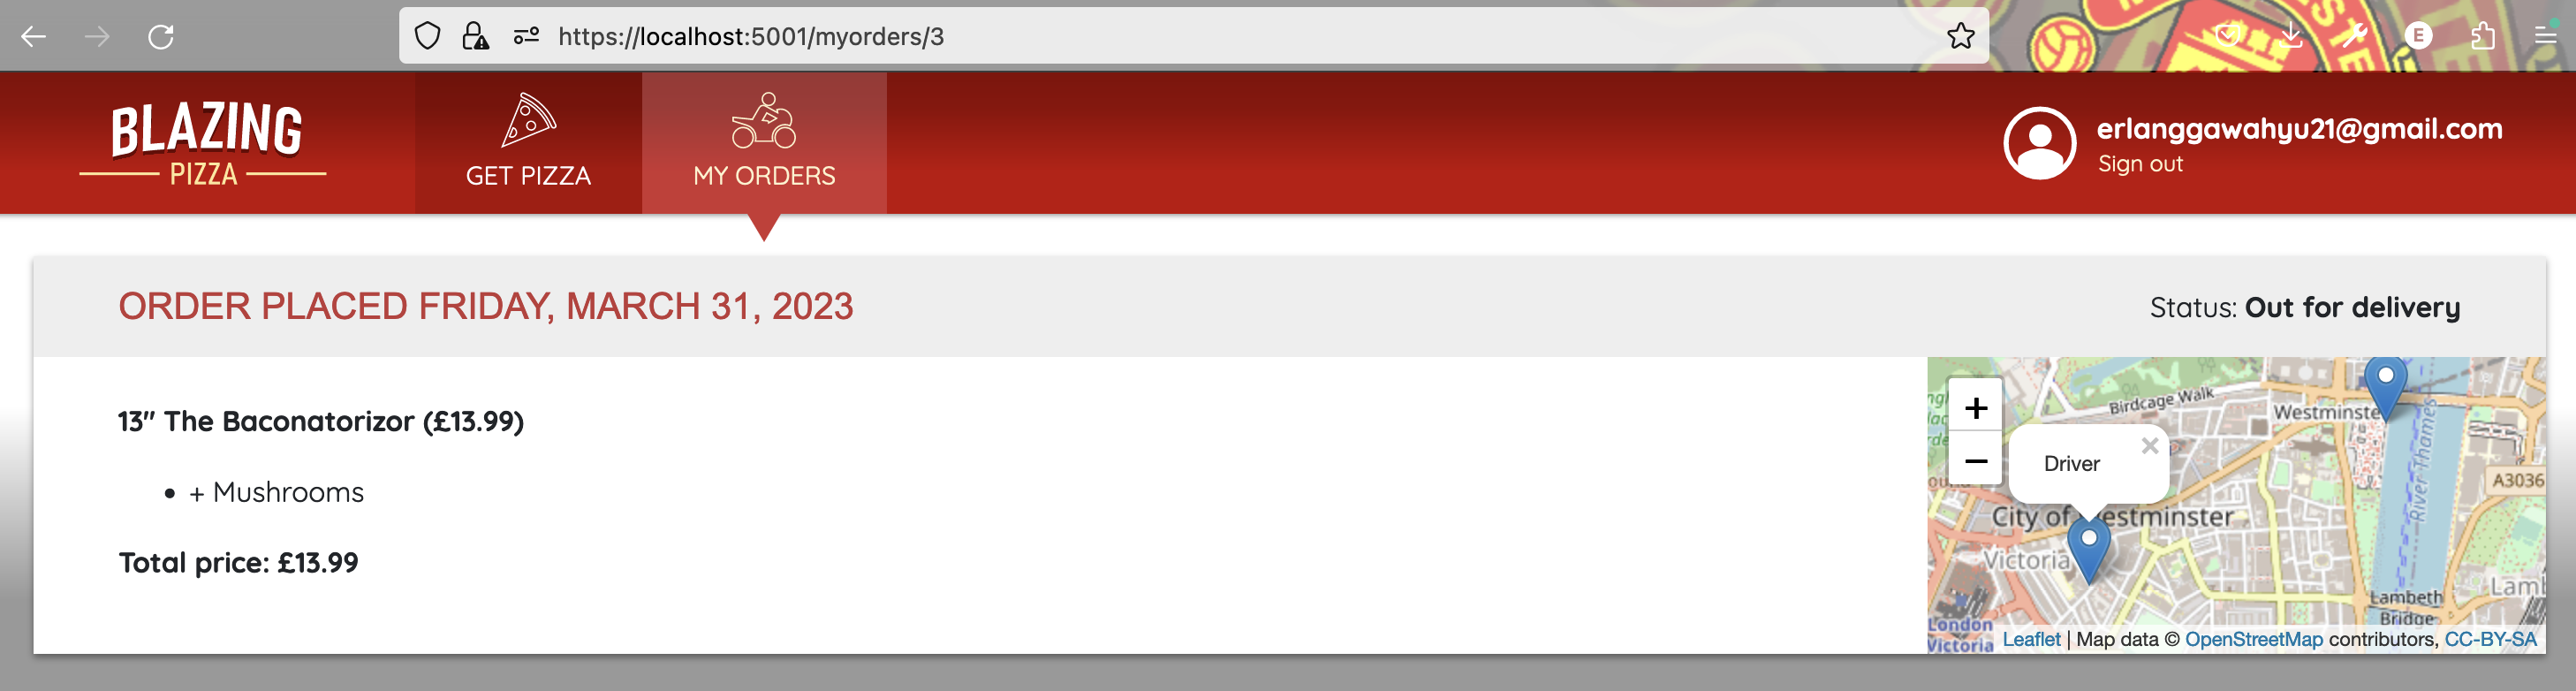 https://localhost:5001/myorders/3
E
BLAZING
PIZZA
GET PIZZA
MY ORDERS
erlanggawahyu21@gmail.com
Sign out
ORDER PLACED FRIDAY, MARCH 31, 2023
Status: Out for delivery
13" The Baconatorizor (£13.99)
• + Mushrooms
Total price: £13.99
+
−
Birdcage Walk
Westminste
Driver ×
River Thames
A3036
City of Westminster
Victoria
Lamb
Lambeth
Bridge
London
Victoria
Leaflet | Map data © OpenStreetMap contributors, CC-BY-SA